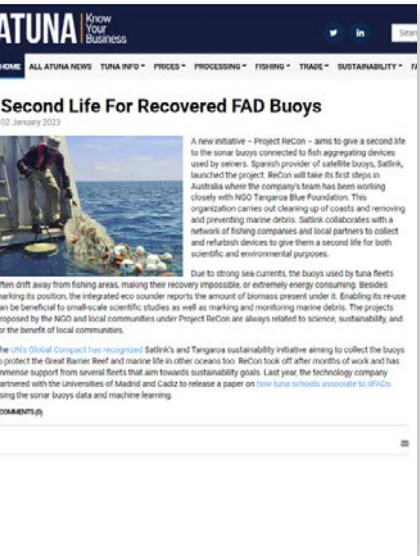 ATUNA Know
Your
Business
Sear
HOME ALL ATUNA NEWS TUNA INFO PRICES PROCESSING FISHING TRADE SUSTAINABILITY FA
Second Life For Recovered FAD Buoys
02 January 2023
A new initiative – Project ReCon – aims to give a second life
to the sonar buoys connected to fish aggregating devices
used by seiners. Spanish provider of satellite buoys, Satlink,
launched the project. ReCon will take its first steps in
Australia where the company's team has been working
closely with NGO Tangaroa Blue Foundation. This
organization carries out cleaning up of coasts and removing
and preventing marine debris. Satlink collaborates with a
network of fishing companies and local partners to collect
and refurbish devices to give them a second life for both
scientific and environmental purposes.
Due to strong sea currents, the buoys used by tuna fleets
often drift away from fishing areas, making their recovery impossible, or extremely energy consuming. Besides
marking its position, the integrated eco sounder reports the amount of biomass present under it. Enabling its re-use
can be beneficial to small-scale scientific studies as well as marking and monitoring marine debris. The projects
proposed by the NGO and local communities under Project ReCon are always related to science, sustainability, and
for the benefit of local communities.
The UN's Global Compact has recognized Satlink's and Tangaroa sustainability initiative aiming to collect the buoys
to protect the Great Barrier Reef and marine life in other oceans too. ReCon took off after months of work and has
immense support from several fleets that aim towards sustainability goals. Last year, the technology company
partnered with the Universities of Madrid and Cadiz to release a paper on how tuna schools associate to dFADs
using the sonar buoys data and machine learning.
COMMENTS (0)